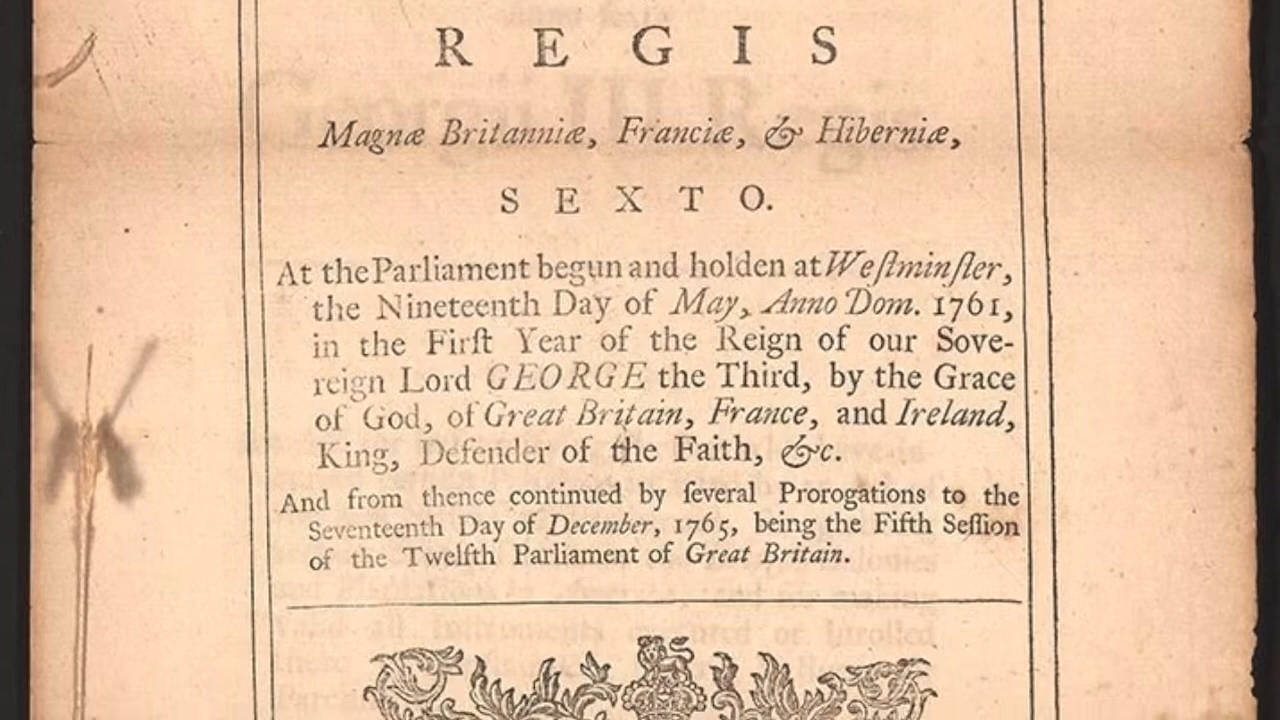 REGIS
Magnæ Britanniæ, Franciæ, & Hiberniæ,
SEXTO.
At the Parliament begun and holden at Weſtminſter,
the Nineteenth Day of May, Anno Dom. 1761,
in the Firſt Year of the Reign of our Sove-
reign Lord GEORGE the Third, by the Grace
of God, of Great Britain, France, and Ireland,
King, Defender of the Faith, &c.
And from thence continued by ſeveral Prorogations to the
Seventeenth Day of December, 1765, being the Fifth Seſſion
of the Twelfth Parliament of Great Britain.